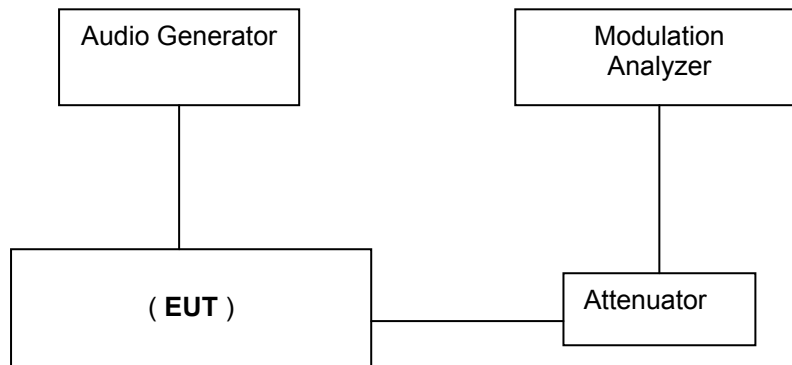 Audio Generator
Modulation
Analyzer
( EUT )
Attenuator